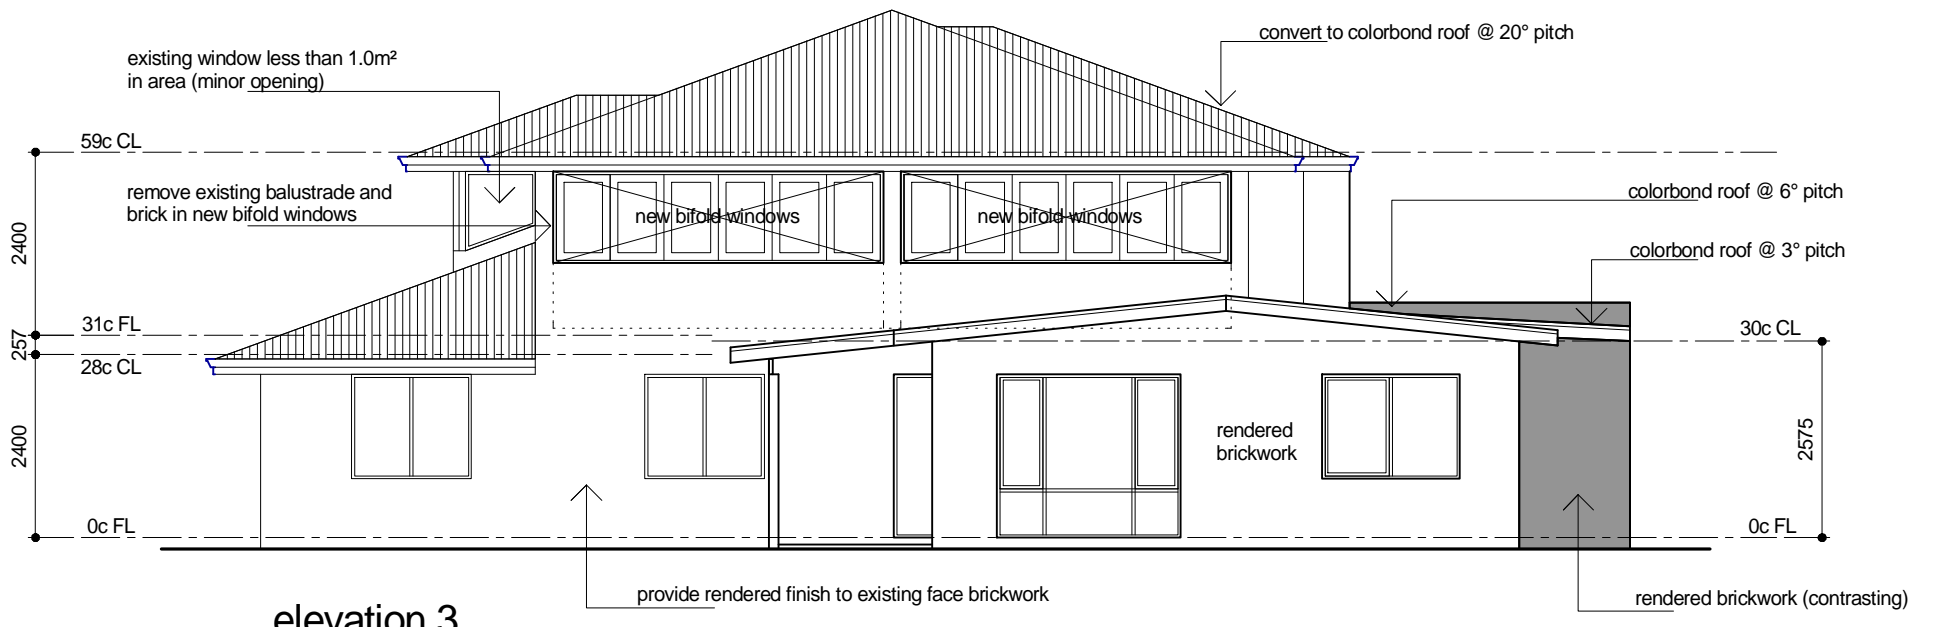 convert to colorbond roof @ 20° pitch
existing window less than 1.0m²
in area (minor opening)
59c CL
remove existing balustrade and
brick in new bifold windows
new bifold windows
new bifold windows
colorbond roof @ 6° pitch
colorbond roof @ 3° pitch
2400
31c FL
257
28c CL
30c CL
2400
rendered
brickwork
2575
0c FL
0c FL
provide rendered finish to existing face brickwork
rendered brickwork (contrasting)
elevation 3